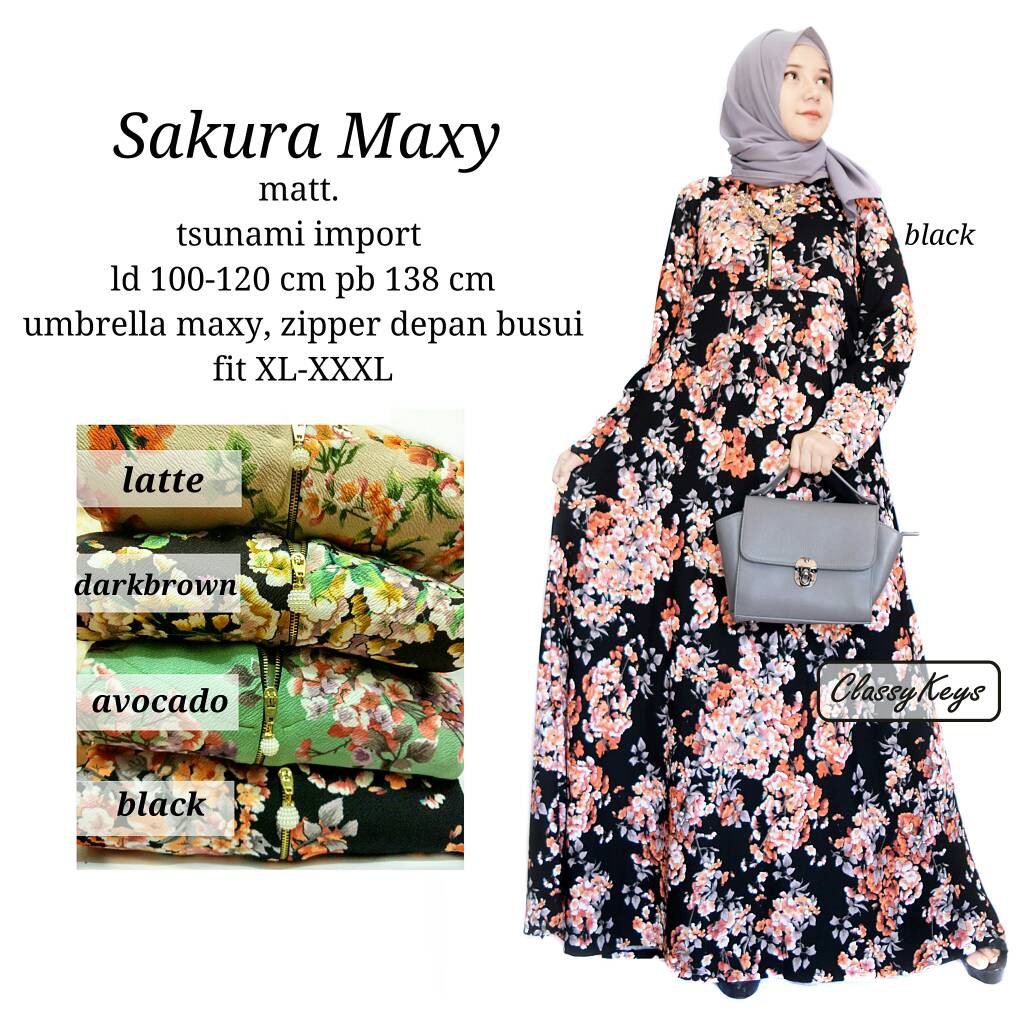 Sakura Maxy
matt.
tsunami import
ld 100-120 cm pb 138 cm
umbrella maxy, zipper depan busui
fit XL-XXXL
black
latte
darkbrown
avocado
black
ClassyKeys